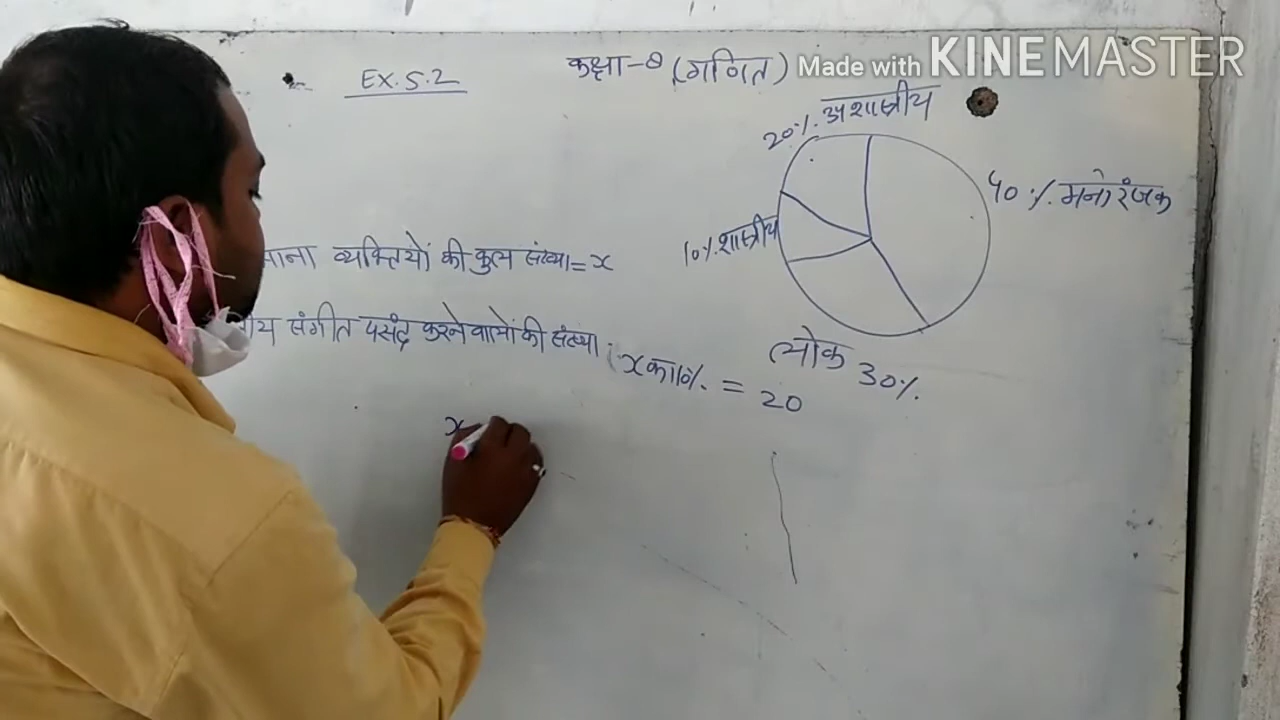 EX.5.2
कक्षा-8 (गणित)
Made with KINEMASTER
20% अशास्त्रीय
40% मनोरंजक
10% शास्त्रीय
माना व्यक्तियों की कुल संख्या = x
संगीत पसंद करने वालों की संख्या
x का 10% = 20
लोक 30%
x